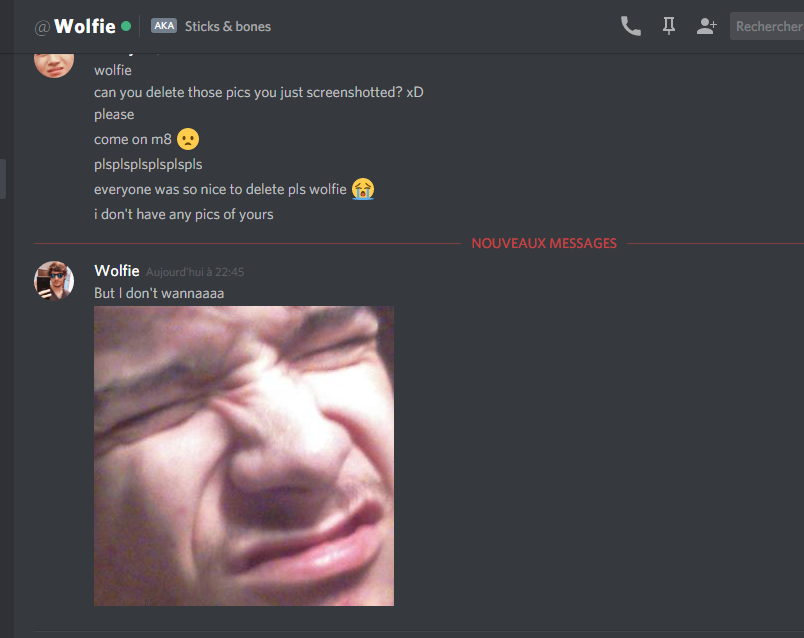 @Wolfie AKA Sticks & bones Rechercher
wolfie
can you delete those pics you just screenshotted? xD
please
come on m8 🙁
plsplsplsplsplspls
everyone was so nice to delete pls wolfie 😭
i don't have any pics of yours
NOUVEAUX MESSAGES
Wolfie Aujourd'hui à 22:45
But I don't wannaaaa